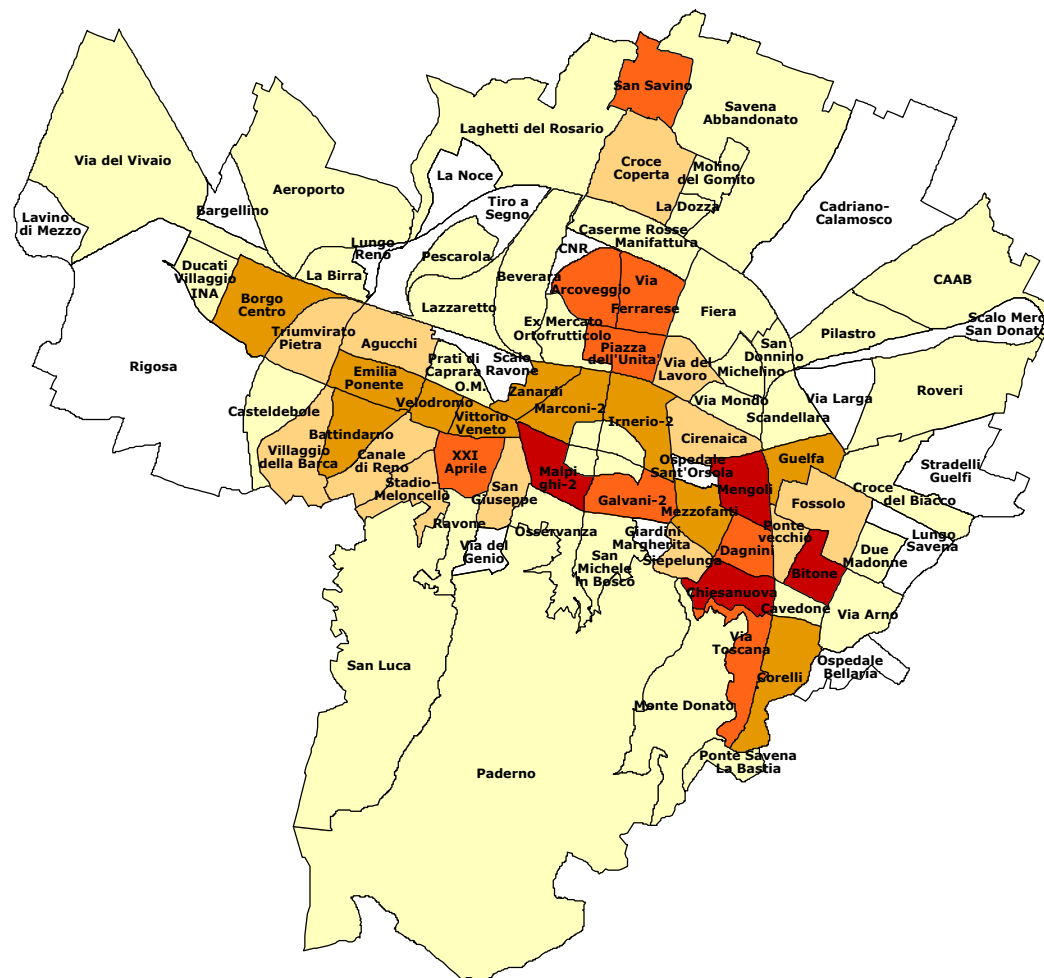 San Savino
Savena
Abbandonato
Laghetti del Rosario
Via del Vivaio
Croce
Coperta
Molino
del Gomito
La Noce
Aeroporto
Bargellino
Tiro a
Segno
La Dozza
Cadriano-
Calamosco
Lavino
di Mezzo
Caserme Rosse
Manifattura
Lungo
Reno
CNR
Pescarola
Ducati
Villaggio
INA
La Birra
Beverara
Arcoveggio
Via
Ferrarese
CAAB
Borgo
Centro
Lazzaretto
Fiera
Scalo Merci
San Donato
Ex Mercato
Ortofrutticolo
Triumvirato
Pietra
Agucchi
Piazza
dell'Unita'
Pilastro
San
Donnino
Michelino
Rigosa
Prati di
Caprara
O.M.
Scalo
Ravone
Via del
Lavoro
Emilia
Ponente
Zanardi
Via Mondo
Via Larga
Roveri
Casteldebole
Velodromo
Vittorio
Veneto
Marconi-2
Irnerio-2
Scandellara
Battindarno
Cirenaica
Villaggio
della Barca
Canale
di Reno
XXI
Aprile
Malpi
ghi-2
Ospedale
Sant'Orsola
Guelfa
Stradelli
Guelfi
Stadio-
Meloncello
San
Giuseppe
Mengoli
Croce
del Biacco
Galvani-2
Mezzofanti
Fossolo
Ravone
Osservanza
Giardini
Margherita
Ponte
vecchio
Lungo
Savena
Via del
Genio
San
Michele
In Bosco
Siepelunga
Dagnini
Due
Madonne
Bitone
Chiesanuova
Cavedone
Via Arno
San Luca
Via
Toscana
Ospedale
Bellaria
Corelli
Monte Donato
Ponte Savena
La Bastia
Paderno